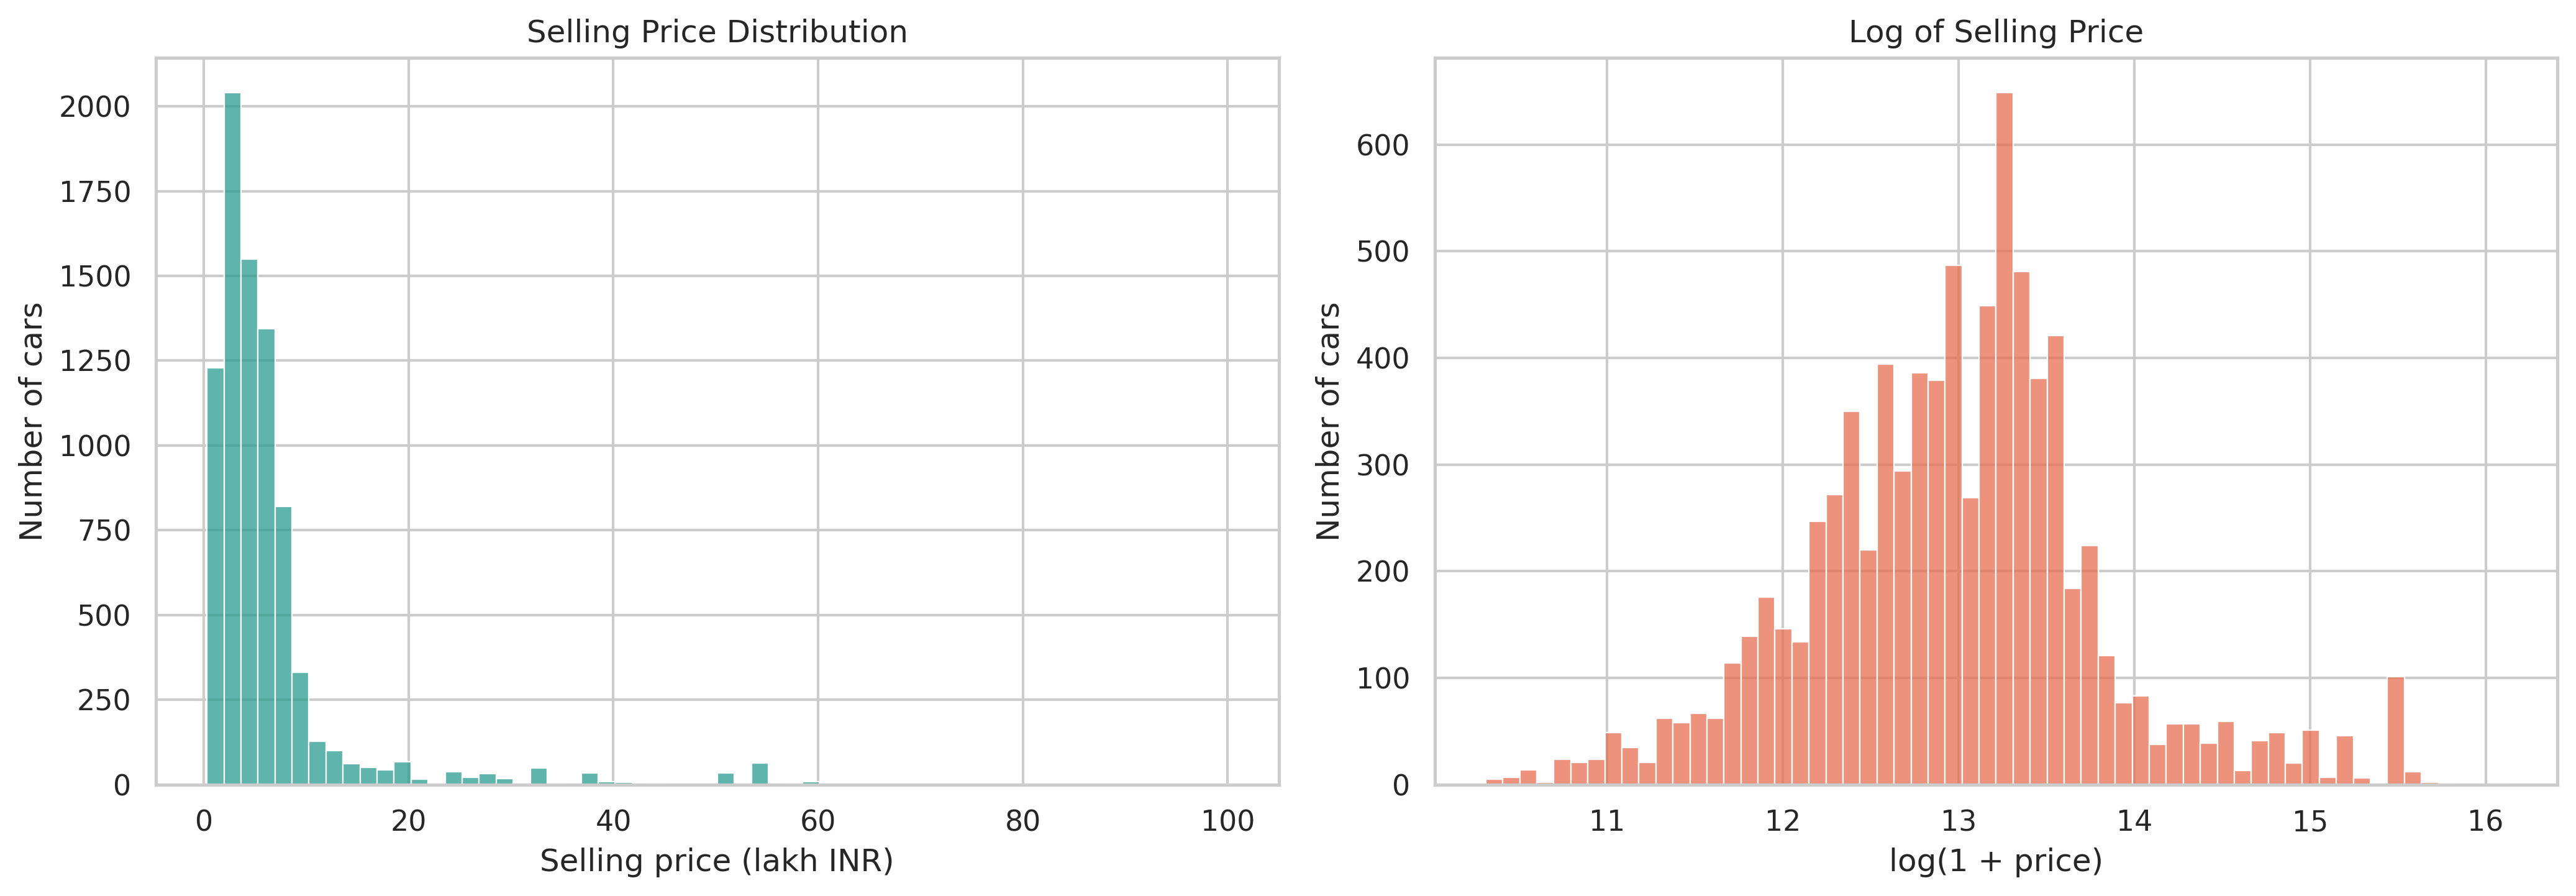 Selling Price Distribution
2000
1750
1500
1250
1000
750
500
250
0
Number of cars
0 20 40 60 80 100
Selling price (lakh INR)
Log of Selling Price
600
500
400
300
200
100
0
Number of cars
11 12 13 14 15 16
log(1 + price)